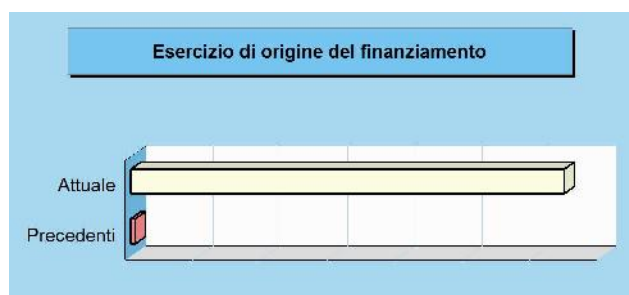 Esercizio di origine del finanziamento
Attuale
Precedenti